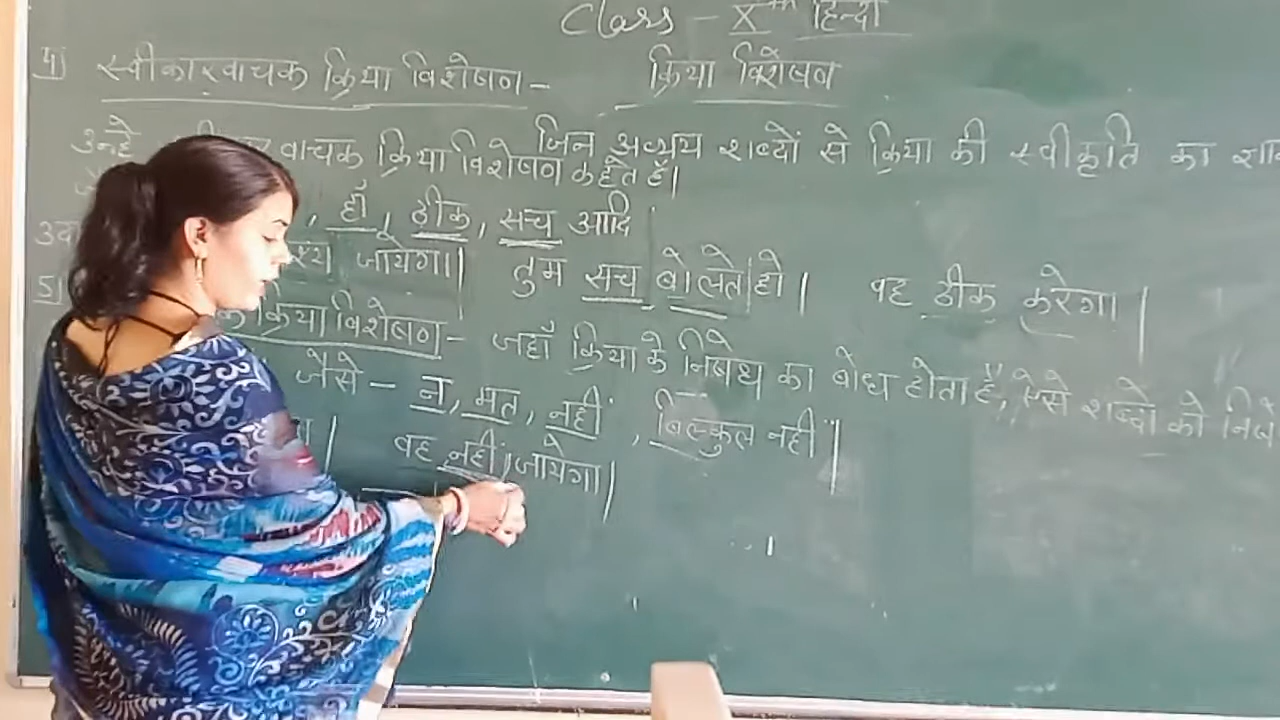 Class - Xth हिन्दी
4) स्वीकारवाचक क्रिया विशेषण - क्रिया विशेषण
जिन अव्यय शब्दों से क्रिया की स्वीकृति का
उन्हें वाचक क्रिया विशेषण कहते हैं।
, हाँ, ठीक, सच आदि
जायेगा। तुम सच बोलते हो। वह ठीक करेगा।
5) क्रिया विशेषण - जहाँ क्रिया के निषेध का बोध होता है, ऐसे शब्दो को
जैसे - न, मत, नहीं, बिल्कुल नही।
वह नहीं जायेगा।